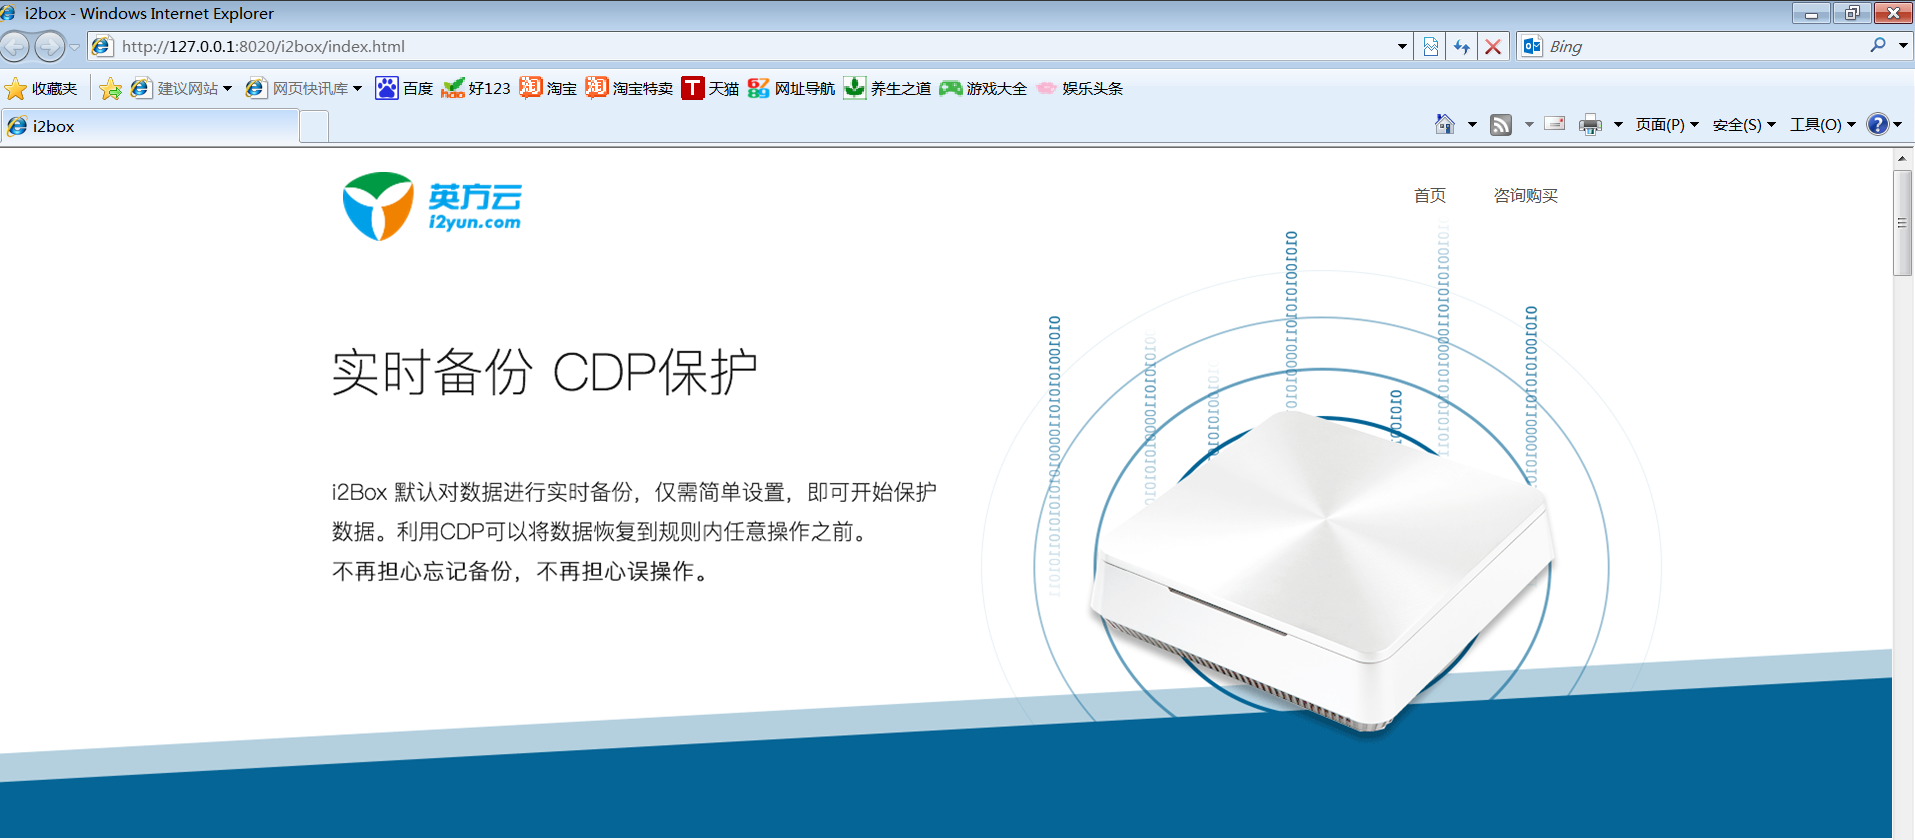 i2box - Windows Internet Explorer
http://127.0.0.1:8020/i2box/index.html
Bing
收藏夹 建议网站 网页快讯库 百度 好123 淘宝 淘宝特卖 天猫 网址导航 养生之道 游戏大全 娱乐头条
i2box
页面(P) 安全(S) 工具(O)
英方云
i2yun.com
首页 咨询购买
实时备份 CDP保护
i2Box 默认对数据进行实时备份，仅需简单设置，即可开始保护
数据。利用CDP可以将数据恢复到规则内任意操作之前。
不再担心忘记备份，不再担心误操作。